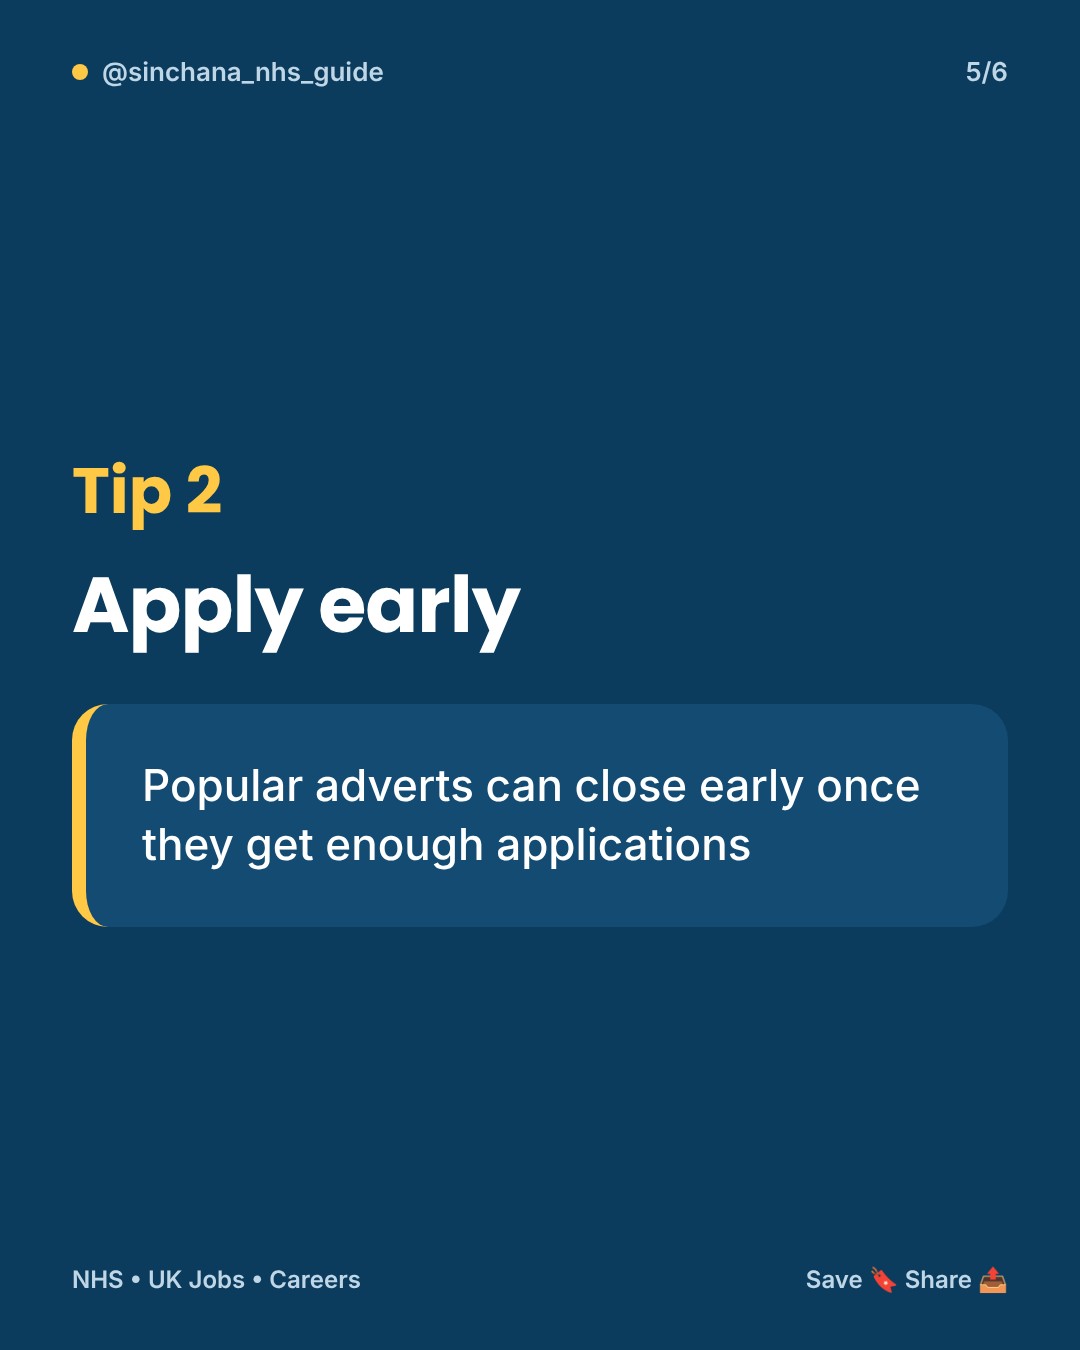 @sinchana_nhs_guide
5/6
Tip 2
Apply early
Popular adverts can close early once
they get enough applications
NHS • UK Jobs • Careers
Save 🔖 Share 📤